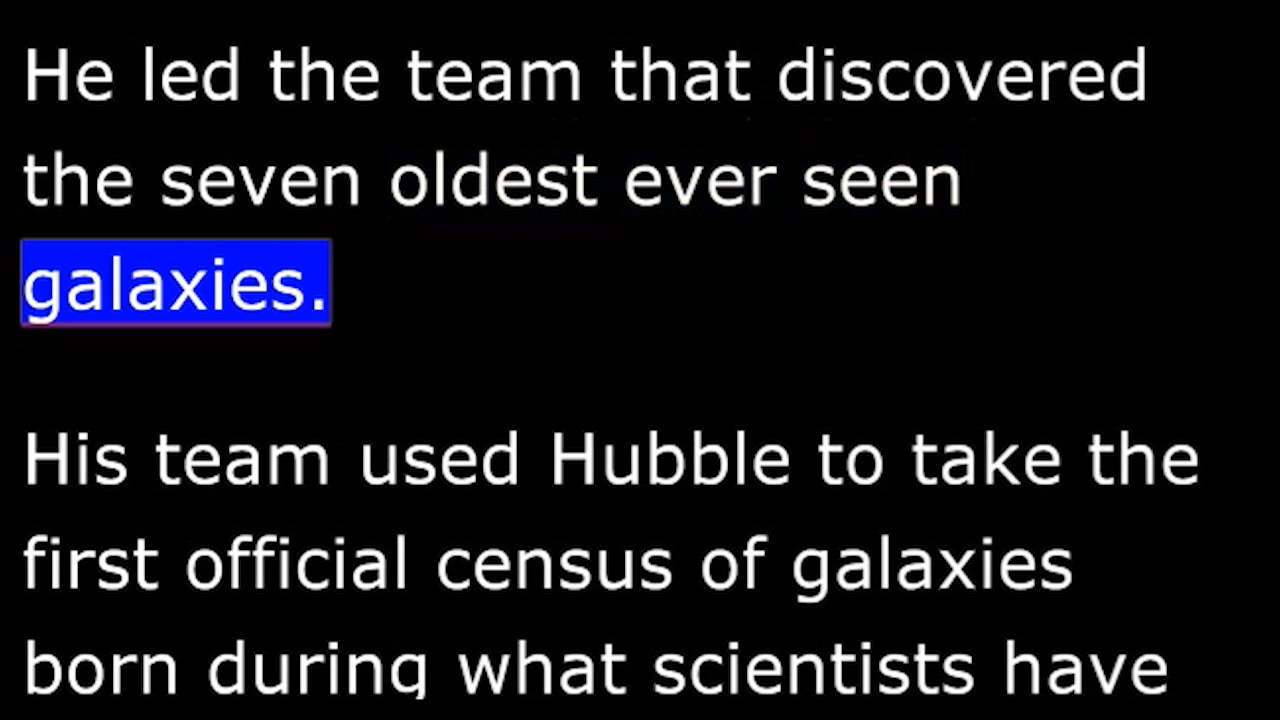 He led the team that discovered
the seven oldest ever seen
galaxies.
His team used Hubble to take the
first official census of galaxies
born during what scientists have